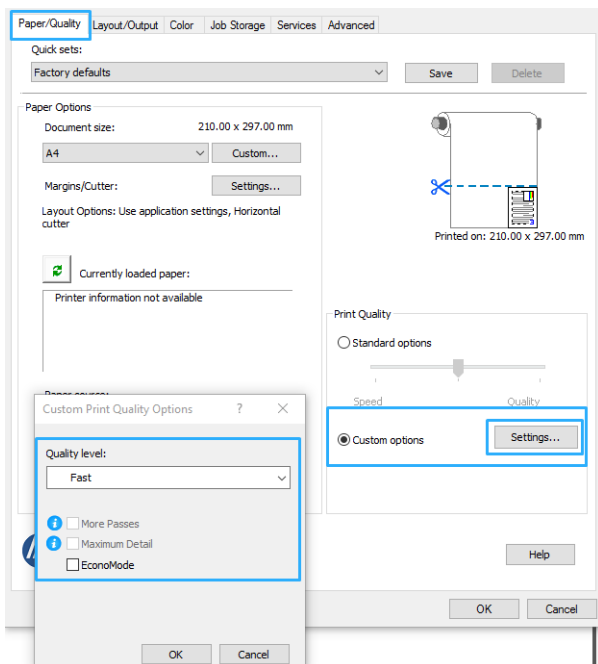 Paper/Quality Layout/Output Color Job Storage Services Advanced
Quick sets:
Factory defaults Save Delete
Paper Options
Document size: 210.00 x 297.00 mm
A4 Custom...
Margins/Cutter: Settings...
Layout Options: Use application settings, Horizontal
cutter
Printed on: 210.00 x 297.00 mm
Currently loaded paper:
Printer information not available
Print Quality
Standard options
Speed Quality
Custom options Settings...
Paper source:
Custom Print Quality Options ? X
Quality level:
Fast
i More Passes
i Maximum Detail
EconoMode
OK Cancel
Help
OK Cancel